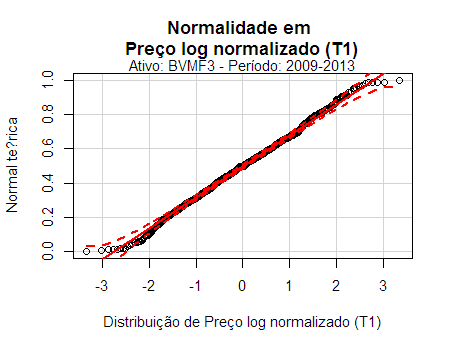 Normalidade em
Preço log normalizado (T1)
Ativo: BVMF3 - Período: 2009-2013
Normal te?rica
1.0
0.8
0.6
0.4
0.2
0.0
-3 -2 -1 0 1 2 3
Distribuição de Preço log normalizado (T1)